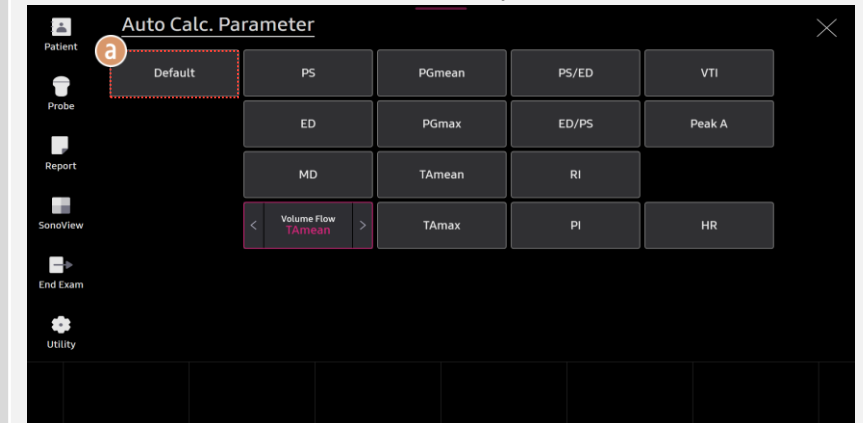 Auto Calc. Parameter
a
Patient
Probe
Report
SonoView
End Exam
Utility
Default
PS
PGmean
PS/ED
VTI
ED
PGmax
ED/PS
Peak A
MD
TAmean
RI
< Volume Flow >
TAmean
TAmax
PI
HR